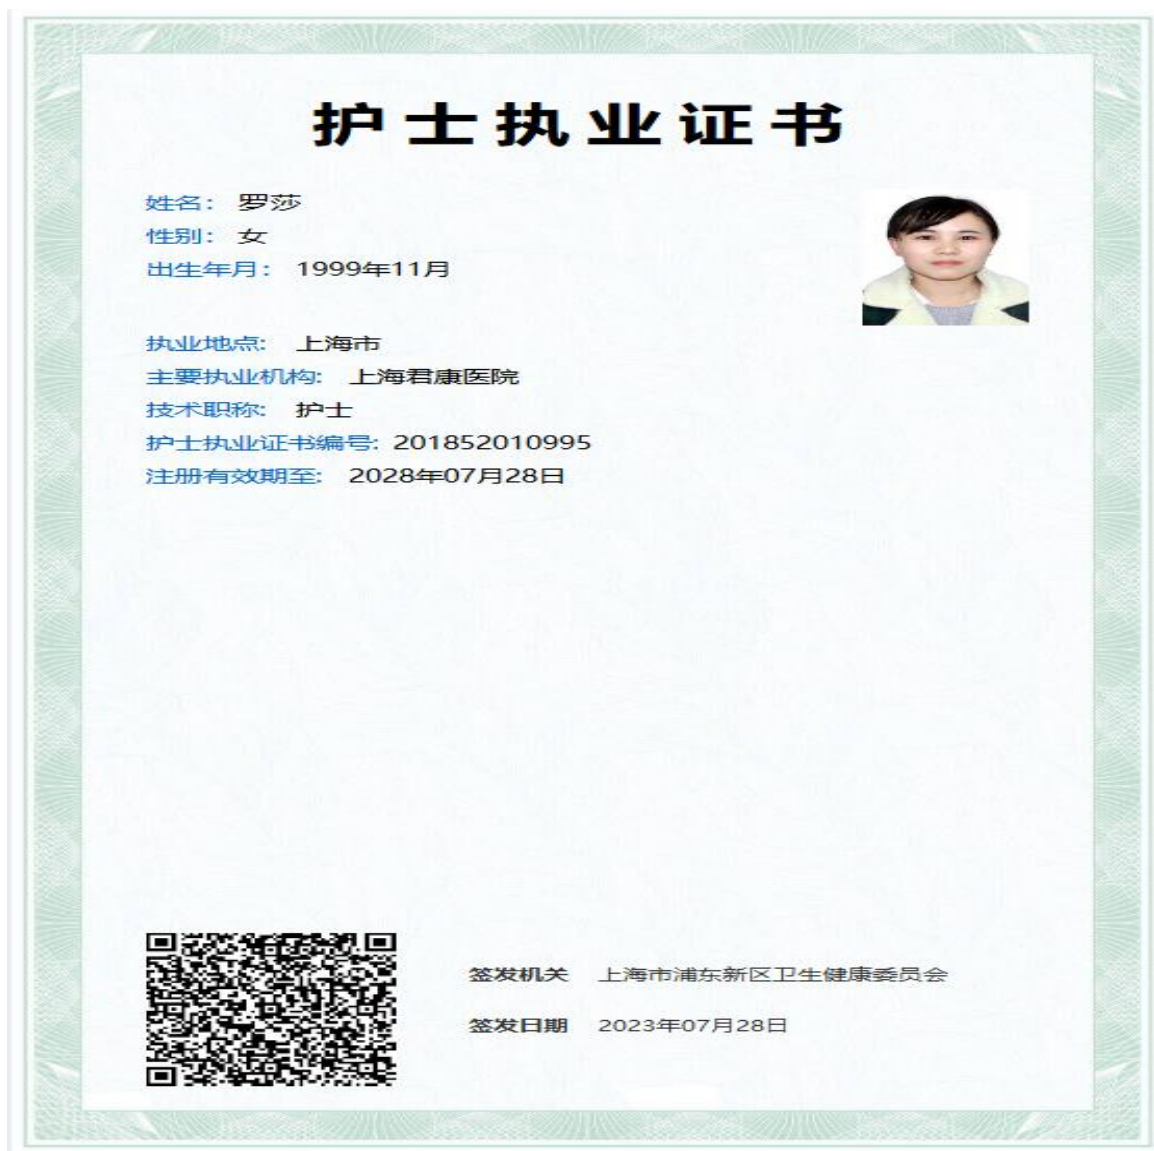 护士执业证书
姓名： 罗莎
性别： 女
出生年月： 1999年11月
执业地点: 上海市
主要执业机构: 上海君康医院
技术职称: 护士
护士执业证书编号: 201852010995
注册有效期至: 2028年07月28日
签发机关 上海市浦东新区卫生健康委员会
签发日期 2023年07月28日